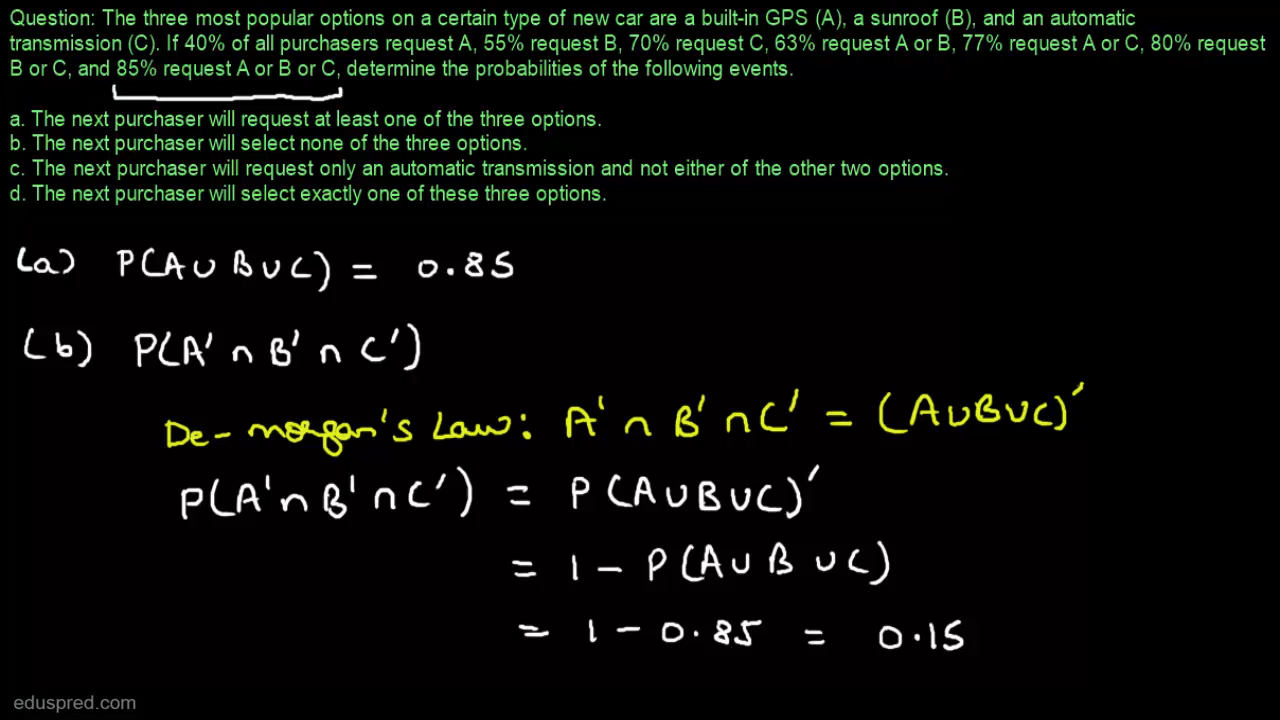 Question: The three most popular options on a certain type of new car are a built-in GPS (A), a sunroof (B), and an automatic
transmission (C). If 40% of all purchasers request A, 55% request B, 70% request C, 63% request A or B, 77% request A or C, 80% request
B or C, and 85% request A or B or C, determine the probabilities of the following events.
a. The next purchaser will request at least one of the three options.
b. The next purchaser will select none of the three options.
c. The next purchaser will request only an automatic transmission and not either of the other two options.
d. The next purchaser will select exactly one of these three options.
(a) P(A∪B∪C) = 0.85
(b) P(A'∩B'∩C')
De-morgan's Law: A'∩B'∩C' = (A∪B∪C)'
P(A'∩B'∩C') = P(A∪B∪C)'
= 1 - P(A∪B∪C)
= 1 - 0.85 = 0.15
eduspred.com